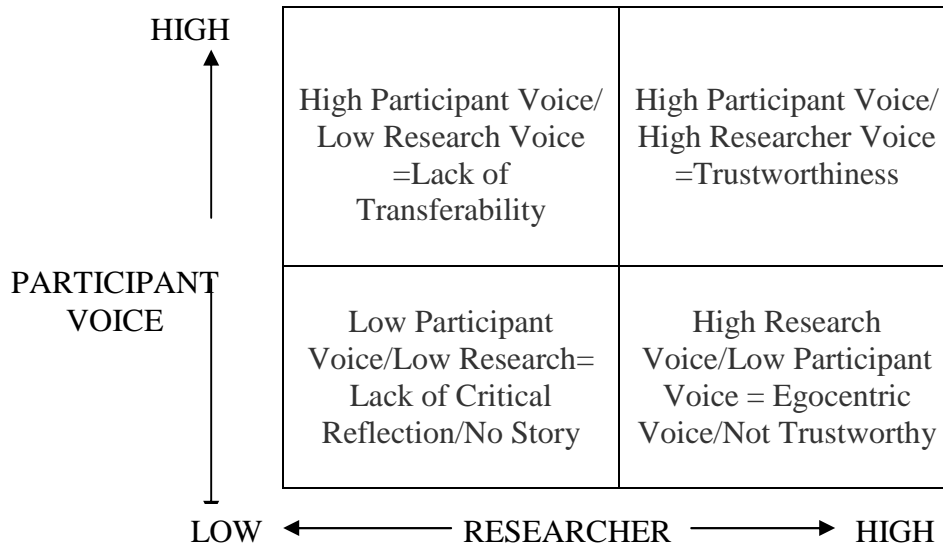 HIGH
High Participant Voice/
Low Research Voice
=Lack of
Transferability
High Participant Voice/
High Researcher Voice
=Trustworthiness
PARTICIPANT
VOICE
Low Participant
Voice/Low Research=
Lack of Critical
Reflection/No Story
High Research
Voice/Low Participant
Voice = Egocentric
Voice/Not Trustworthy
LOW RESEARCHER HIGH